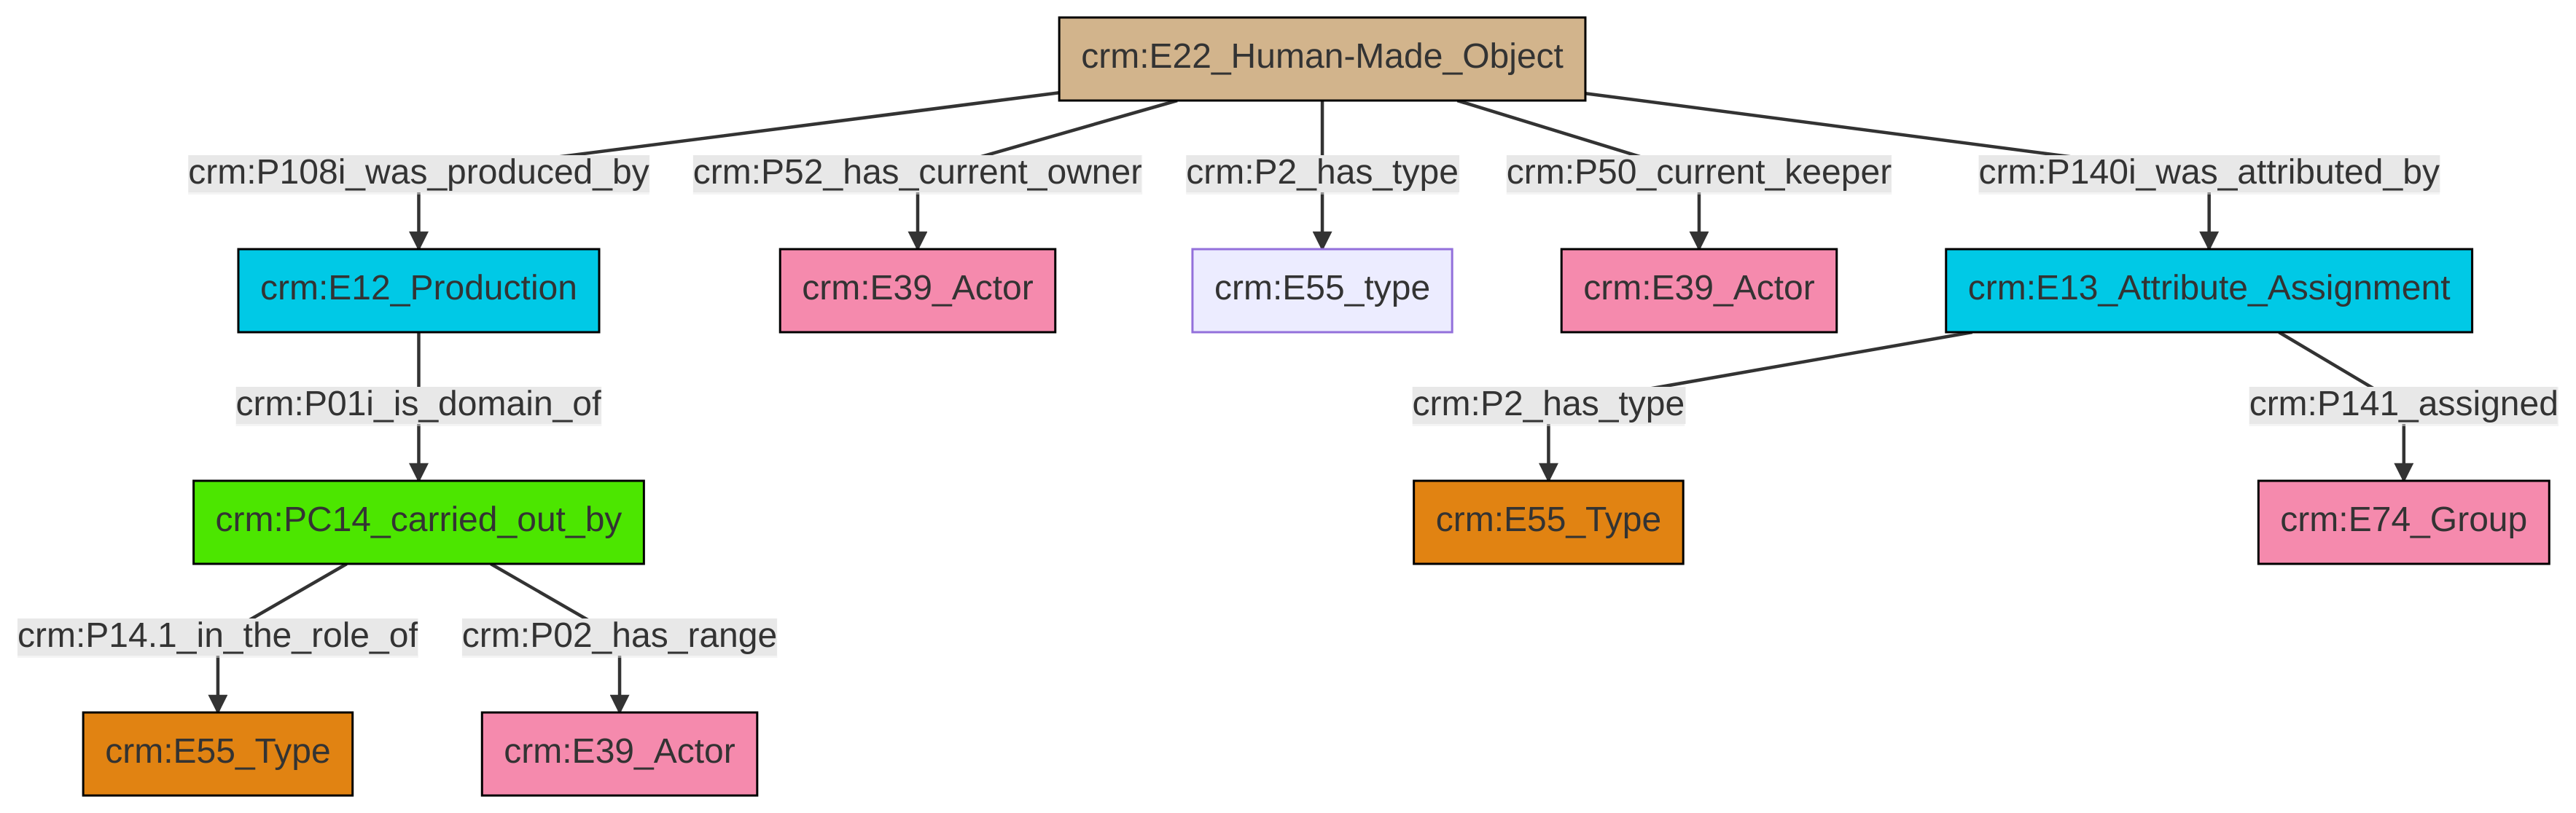 crm:E22_Human-Made_Object
crm:P108i_was_produced_by
crm:P52_has_current_owner
crm:P2_has_type
crm:P50_current_keeper
crm:P140i_was_attributed_by
crm:E12_Production
crm:E39_Actor
crm:E55_type
crm:E39_Actor
crm:E13_Attribute_Assignment
crm:P01i_is_domain_of
crm:P2_has_type
crm:P141_assigned
crm:PC14_carried_out_by
crm:E55_Type
crm:E74_Group
crm:P14.1_in_the_role_of
crm:P02_has_range
crm:E55_Type
crm:E39_Actor